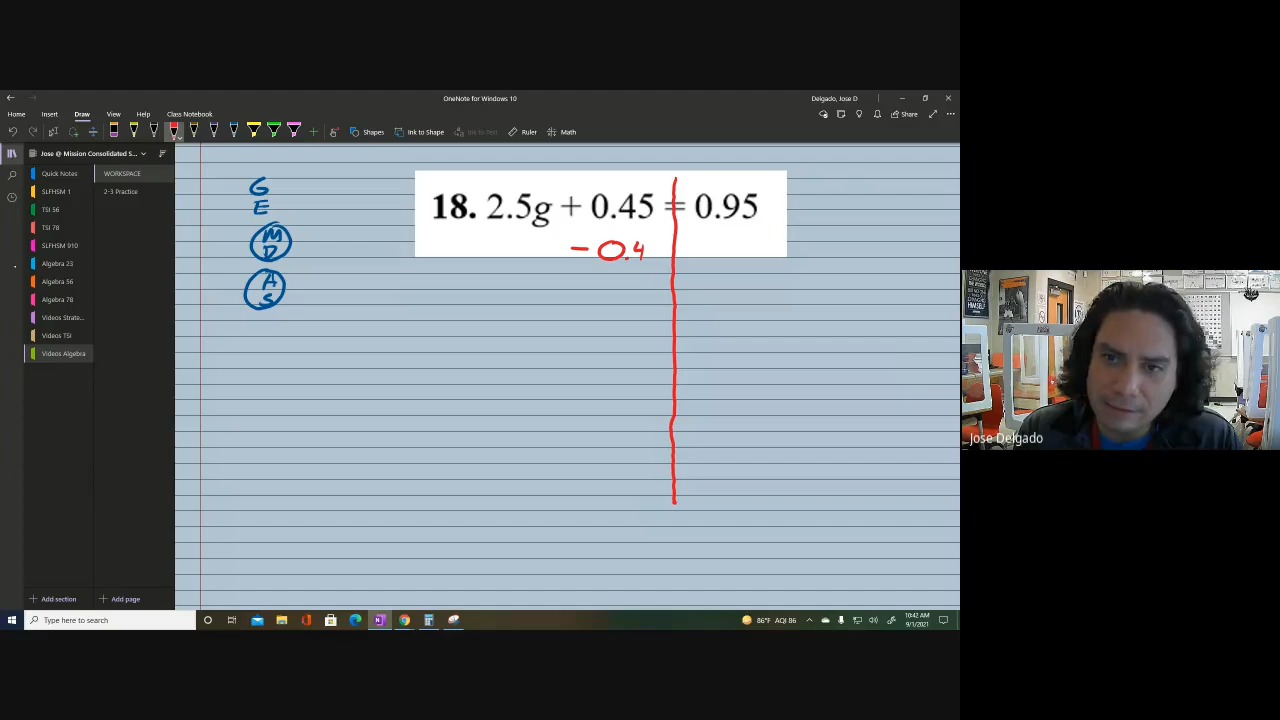 OneNote for Windows 10
Delgado, Jose D
Home Insert Draw View Help Class Notebook
Share
Shapes Ink to Shape Ink to Text Ruler Math
Jose @ Mission Consolidated S...
WORKSPACE
2-3 Practice
Quick Notes
SLFHSM 1
TSI 56
TSI 78
SLFHSM 910
Algebra 23
Algebra 56
Algebra 78
Videos Strate...
Videos TSI
Videos Algebra
G
E
M
D
A
S
18. 2.5g + 0.45 = 0.95
- 0.4
Jose Delgado
Add section Add page
Type here to search
86°F AQI 86
10:42 AM
9/1/2021